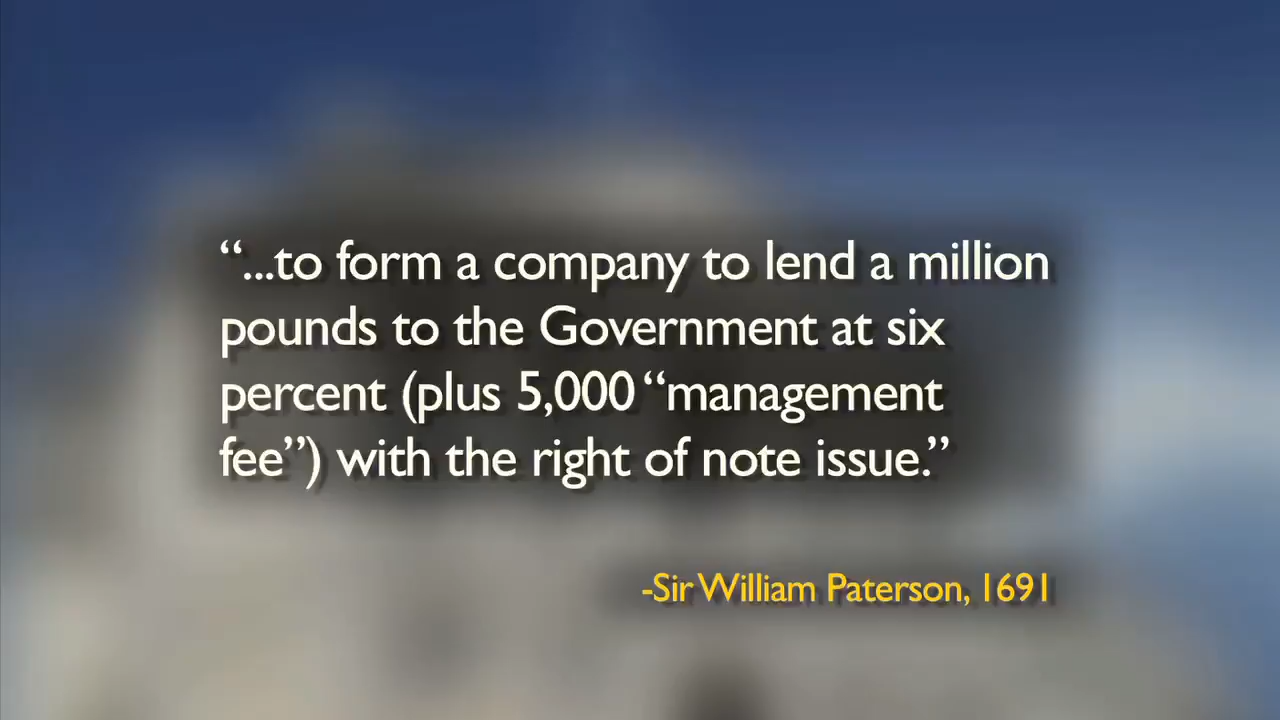 “...to form a company to lend a million
pounds to the Government at six
percent (plus 5,000 “management
fee”) with the right of note issue.”
-Sir William Paterson, 1691